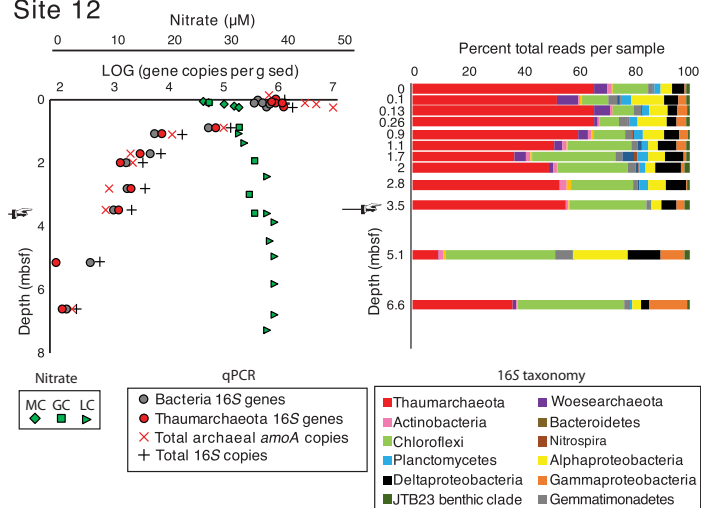 Site 12
Nitrate (µM)
0 10 20 30 40 50
LOG (gene copies per g sed)
2 3 4 5 6 7
0
2
4
6
8
Depth (mbsf)
Percent total reads per sample
0 20 40 60 80 100
0
0.1
0.13
0.26
0.9
1.1
1.7
2
2.8
3.5
5.1
6.6
Depth (mbsf)
Nitrate
MC GC LC
qPCR
Bacteria 16S genes
Thaumarchaeota 16S genes
Total archaeal amoA copies
Total 16S copies
16S taxonomy
Thaumarchaeota
Actinobacteria
Chloroflexi
Planctomycetes
Deltaproteobacteria
JTB23 benthic clade
Woesearchaeota
Bacteroidetes
Nitrospira
Alphaproteobacteria
Gammaproteobacteria
Gemmatimonadetes